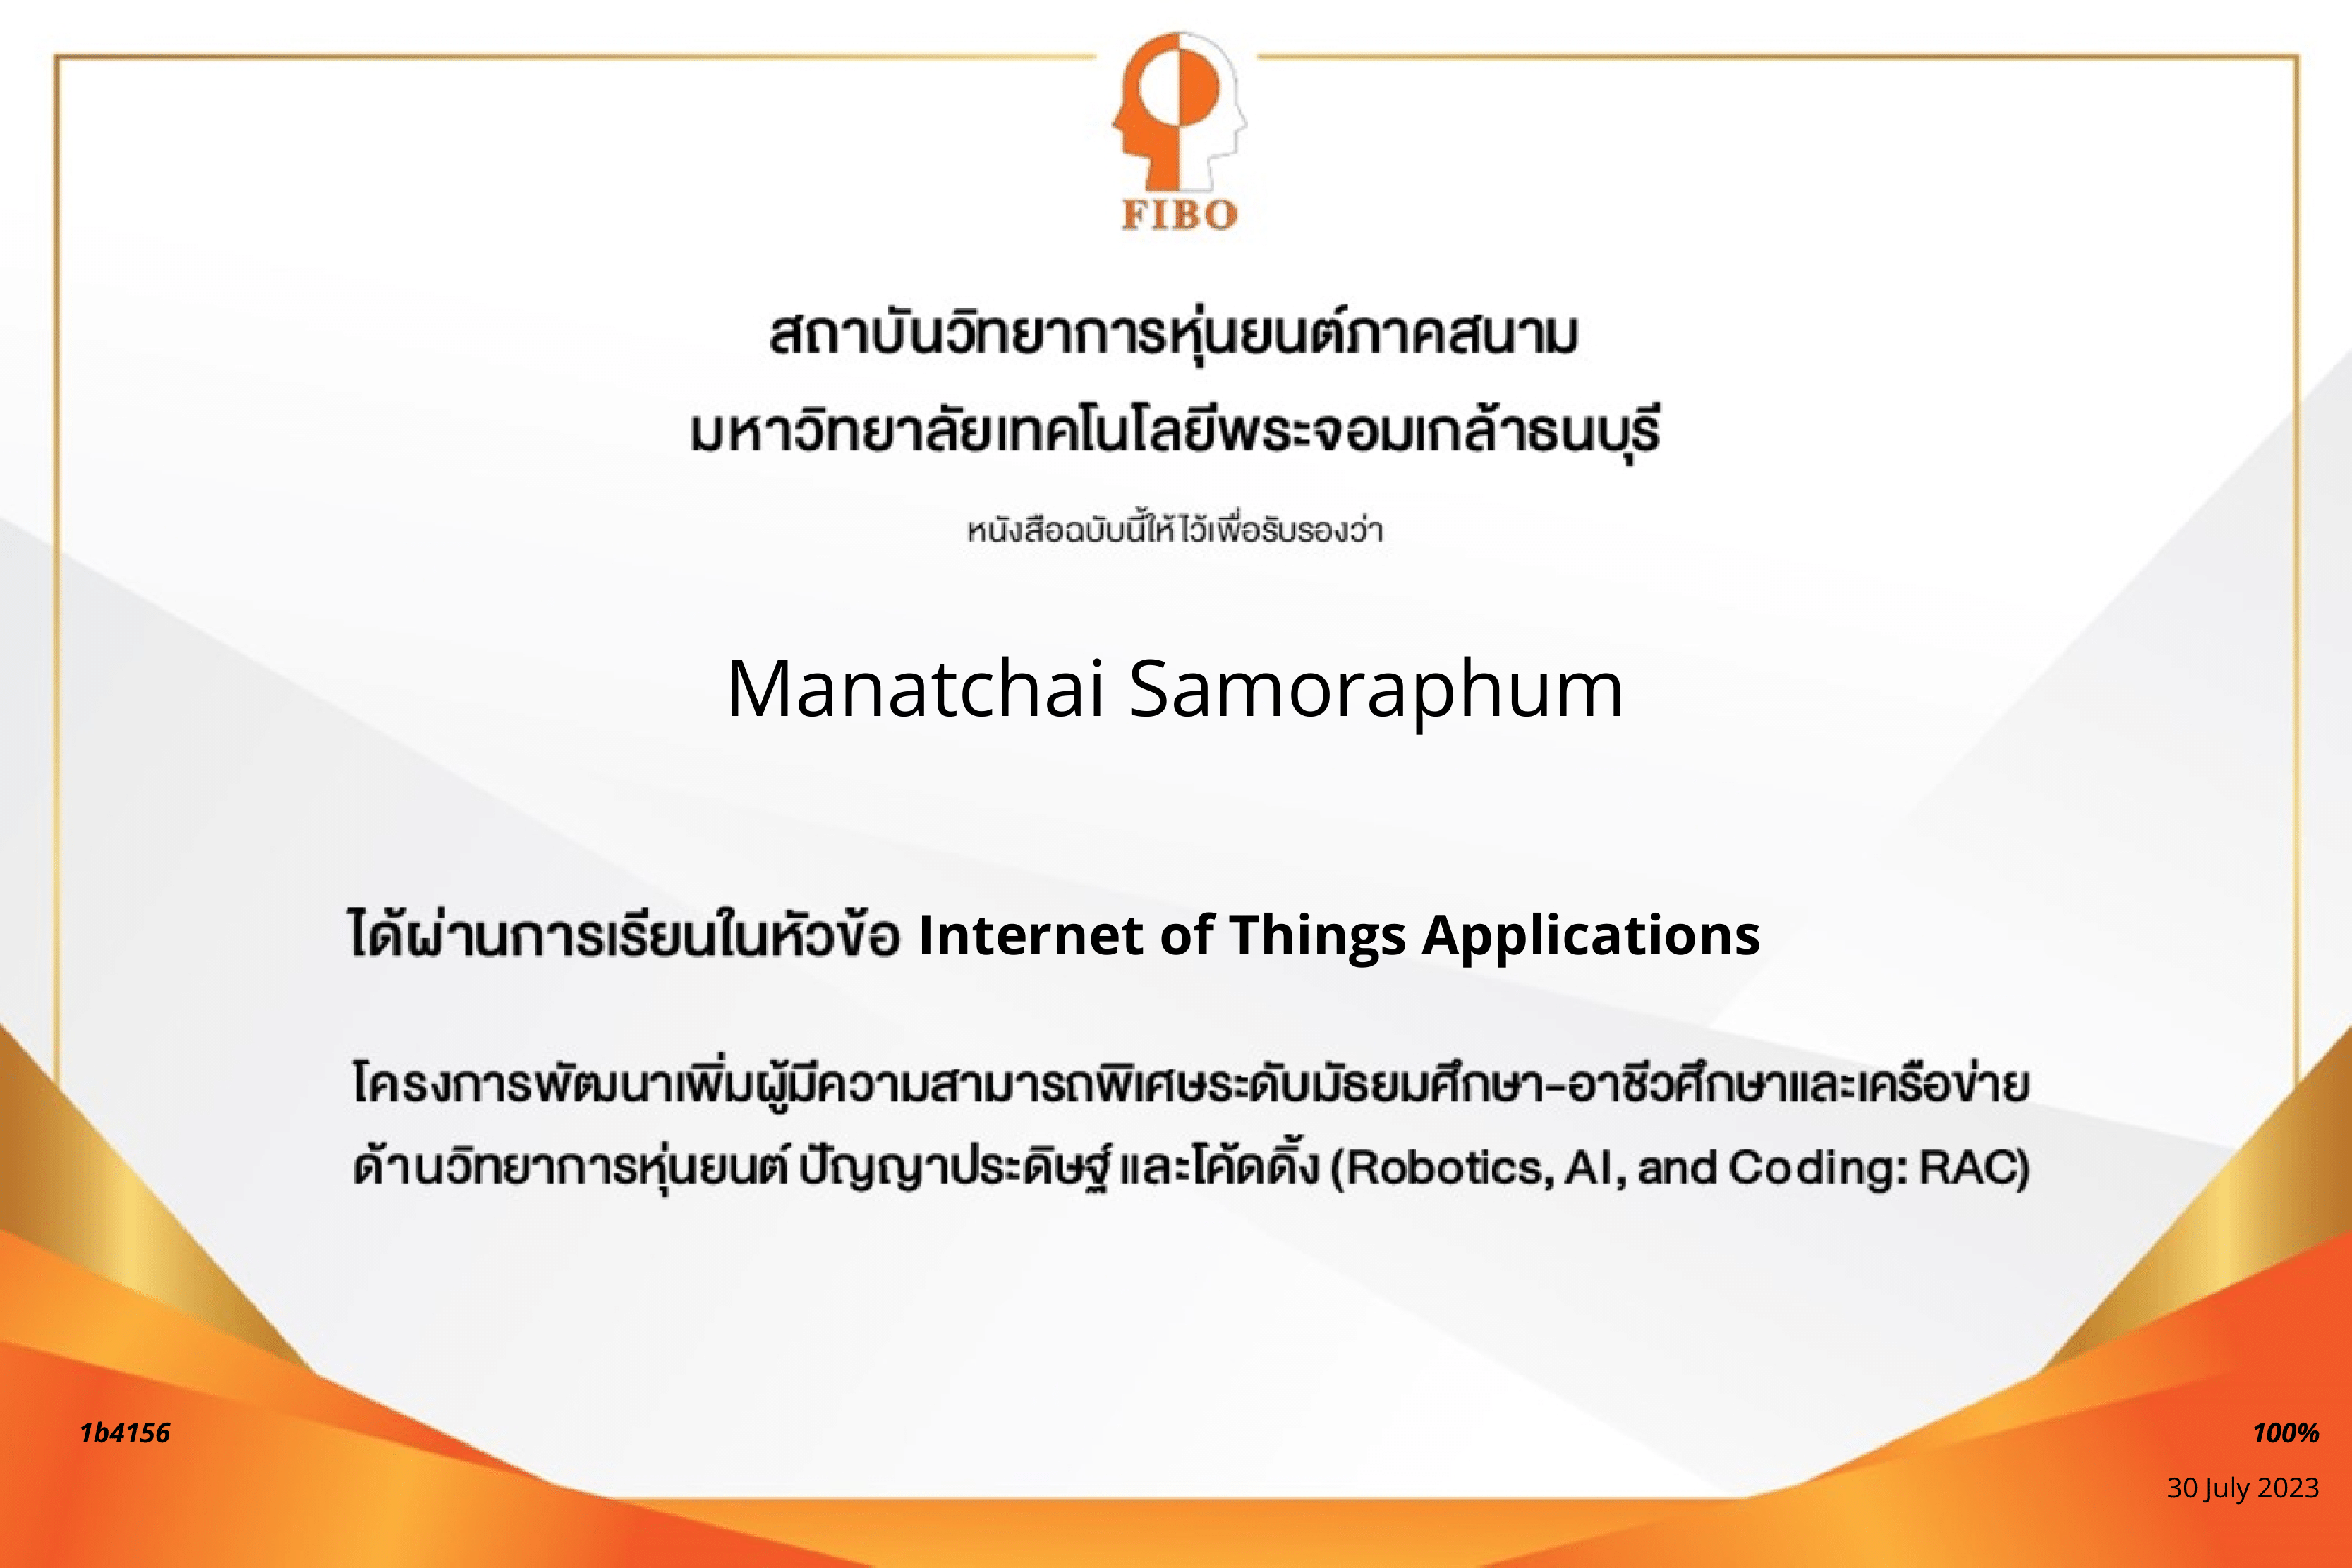 FIBO
สถาบันวิทยาการหุ่นยนต์ภาคสนาม
มหาวิทยาลัยเทคโนโลยีพระจอมเกล้าธนบุรี
หนังสือฉบับนี้ให้ไว้เพื่อรับรองว่า
Manatchai Samoraphum
ได้ผ่านการเรียนในหัวข้อ Internet of Things Applications
โครงการพัฒนาเพิ่มผู้มีความสามารถพิเศษระดับมัธยมศึกษา-อาชีวศึกษาและเครือข่าย
ด้านวิทยาการหุ่นยนต์ ปัญญาประดิษฐ์ และโค้ดดิ้ง (Robotics, AI, and Coding: RAC)
1b4156
100%
30 July 2023